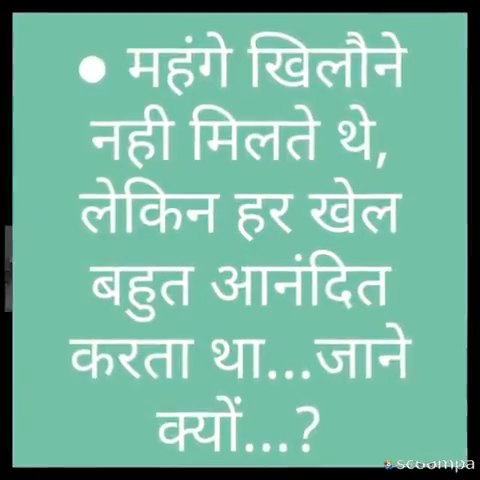 • महंगे खिलौने
नही मिलते थे,
लेकिन हर खेल
बहुत आनंदित
करता था...जाने
क्यों...?
scoompa